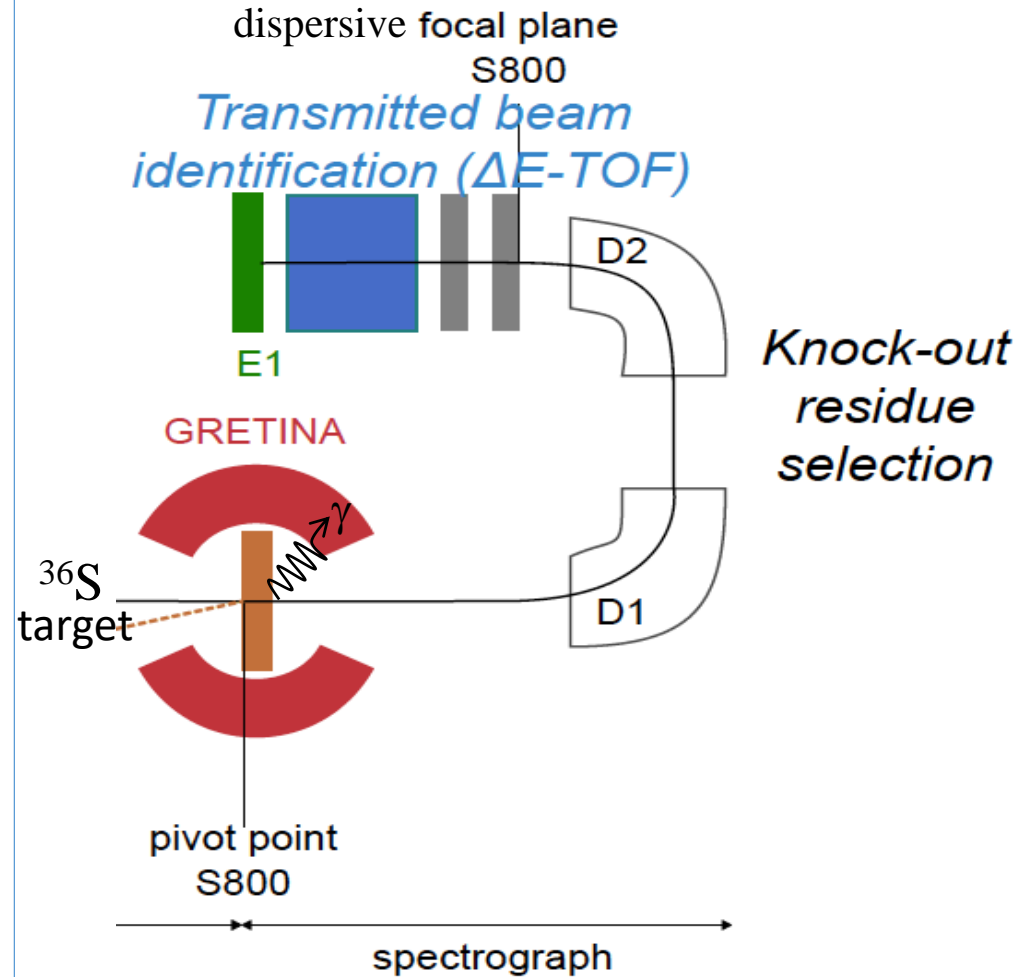 dispersive focal plane
S800
Transmitted beam
identification (ΔE-TOF)
D2
E1
Knock-out
residue
selection
GRETINA
γ
³⁶S
target
D1
pivot point
S800
spectrograph